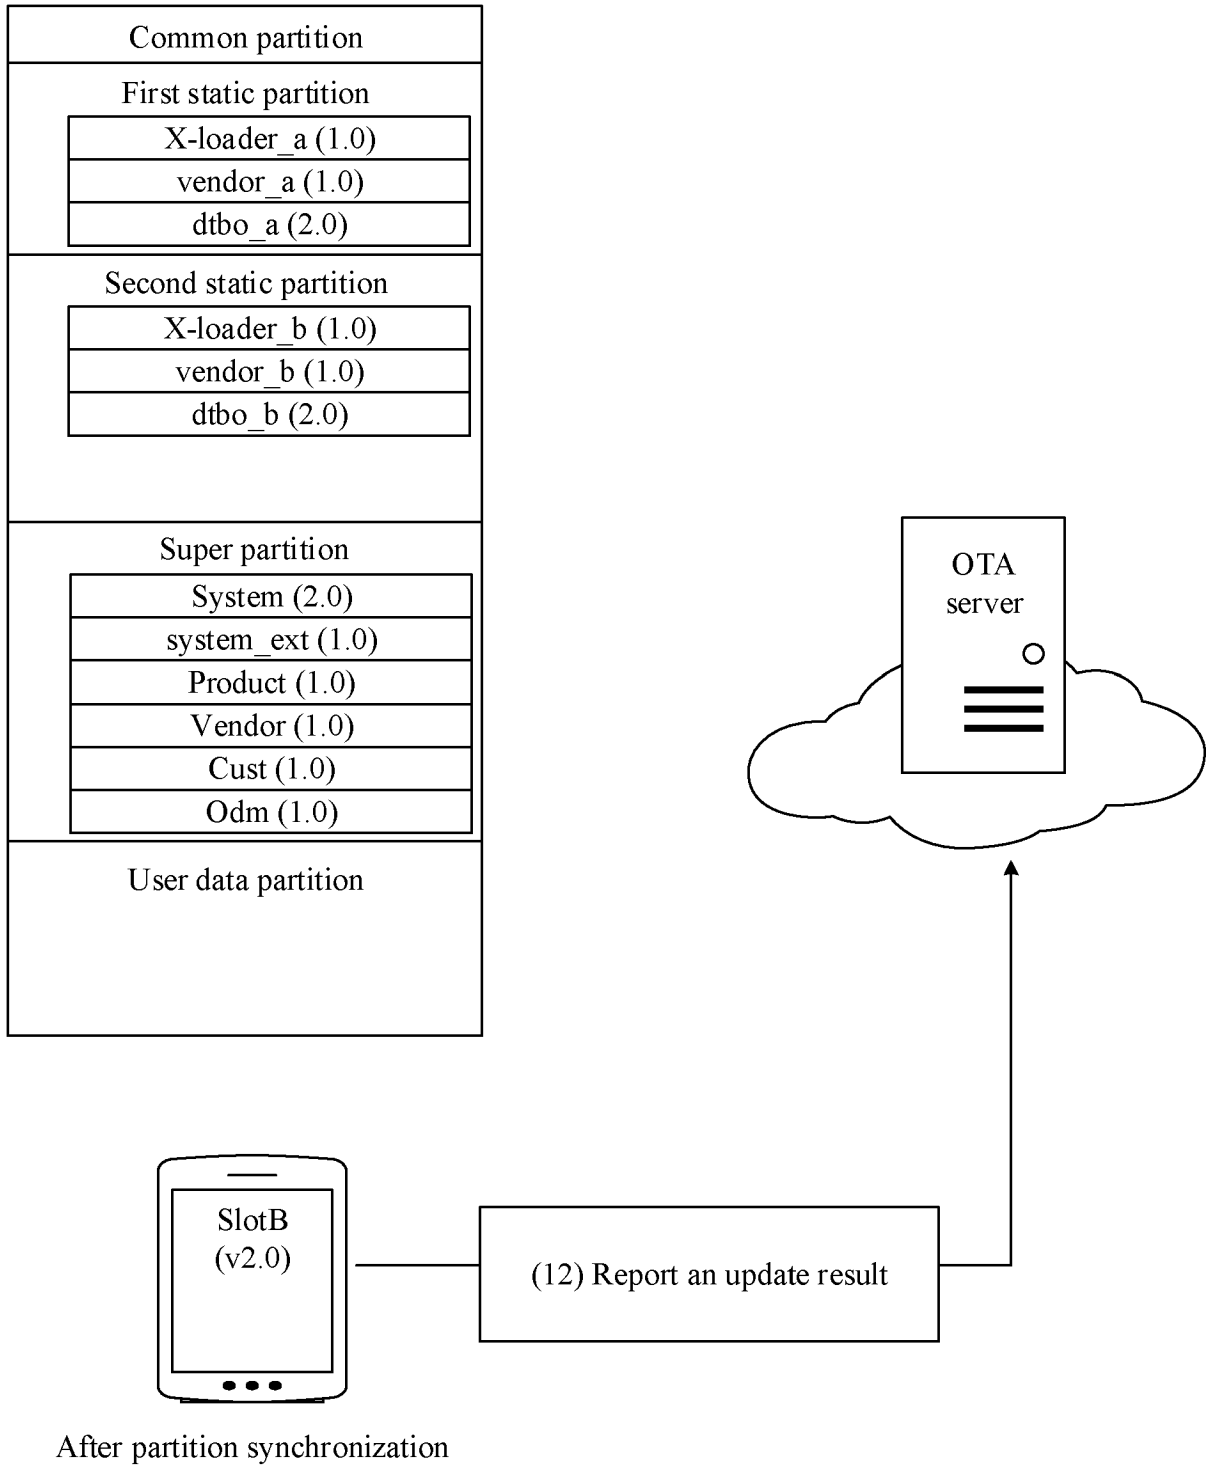 Common partition
First static partition
X-loader_a (1.0)
vendor_a (1.0)
dtbo_a (2.0)
Second static partition
X-loader_b (1.0)
vendor_b (1.0)
dtbo_b (2.0)
Super partition
System (2.0)
system_ext (1.0)
Product (1.0)
Vendor (1.0)
Cust (1.0)
Odm (1.0)
User data partition
OTA
server
SlotB
(v2.0)
(12) Report an update result
After partition synchronization